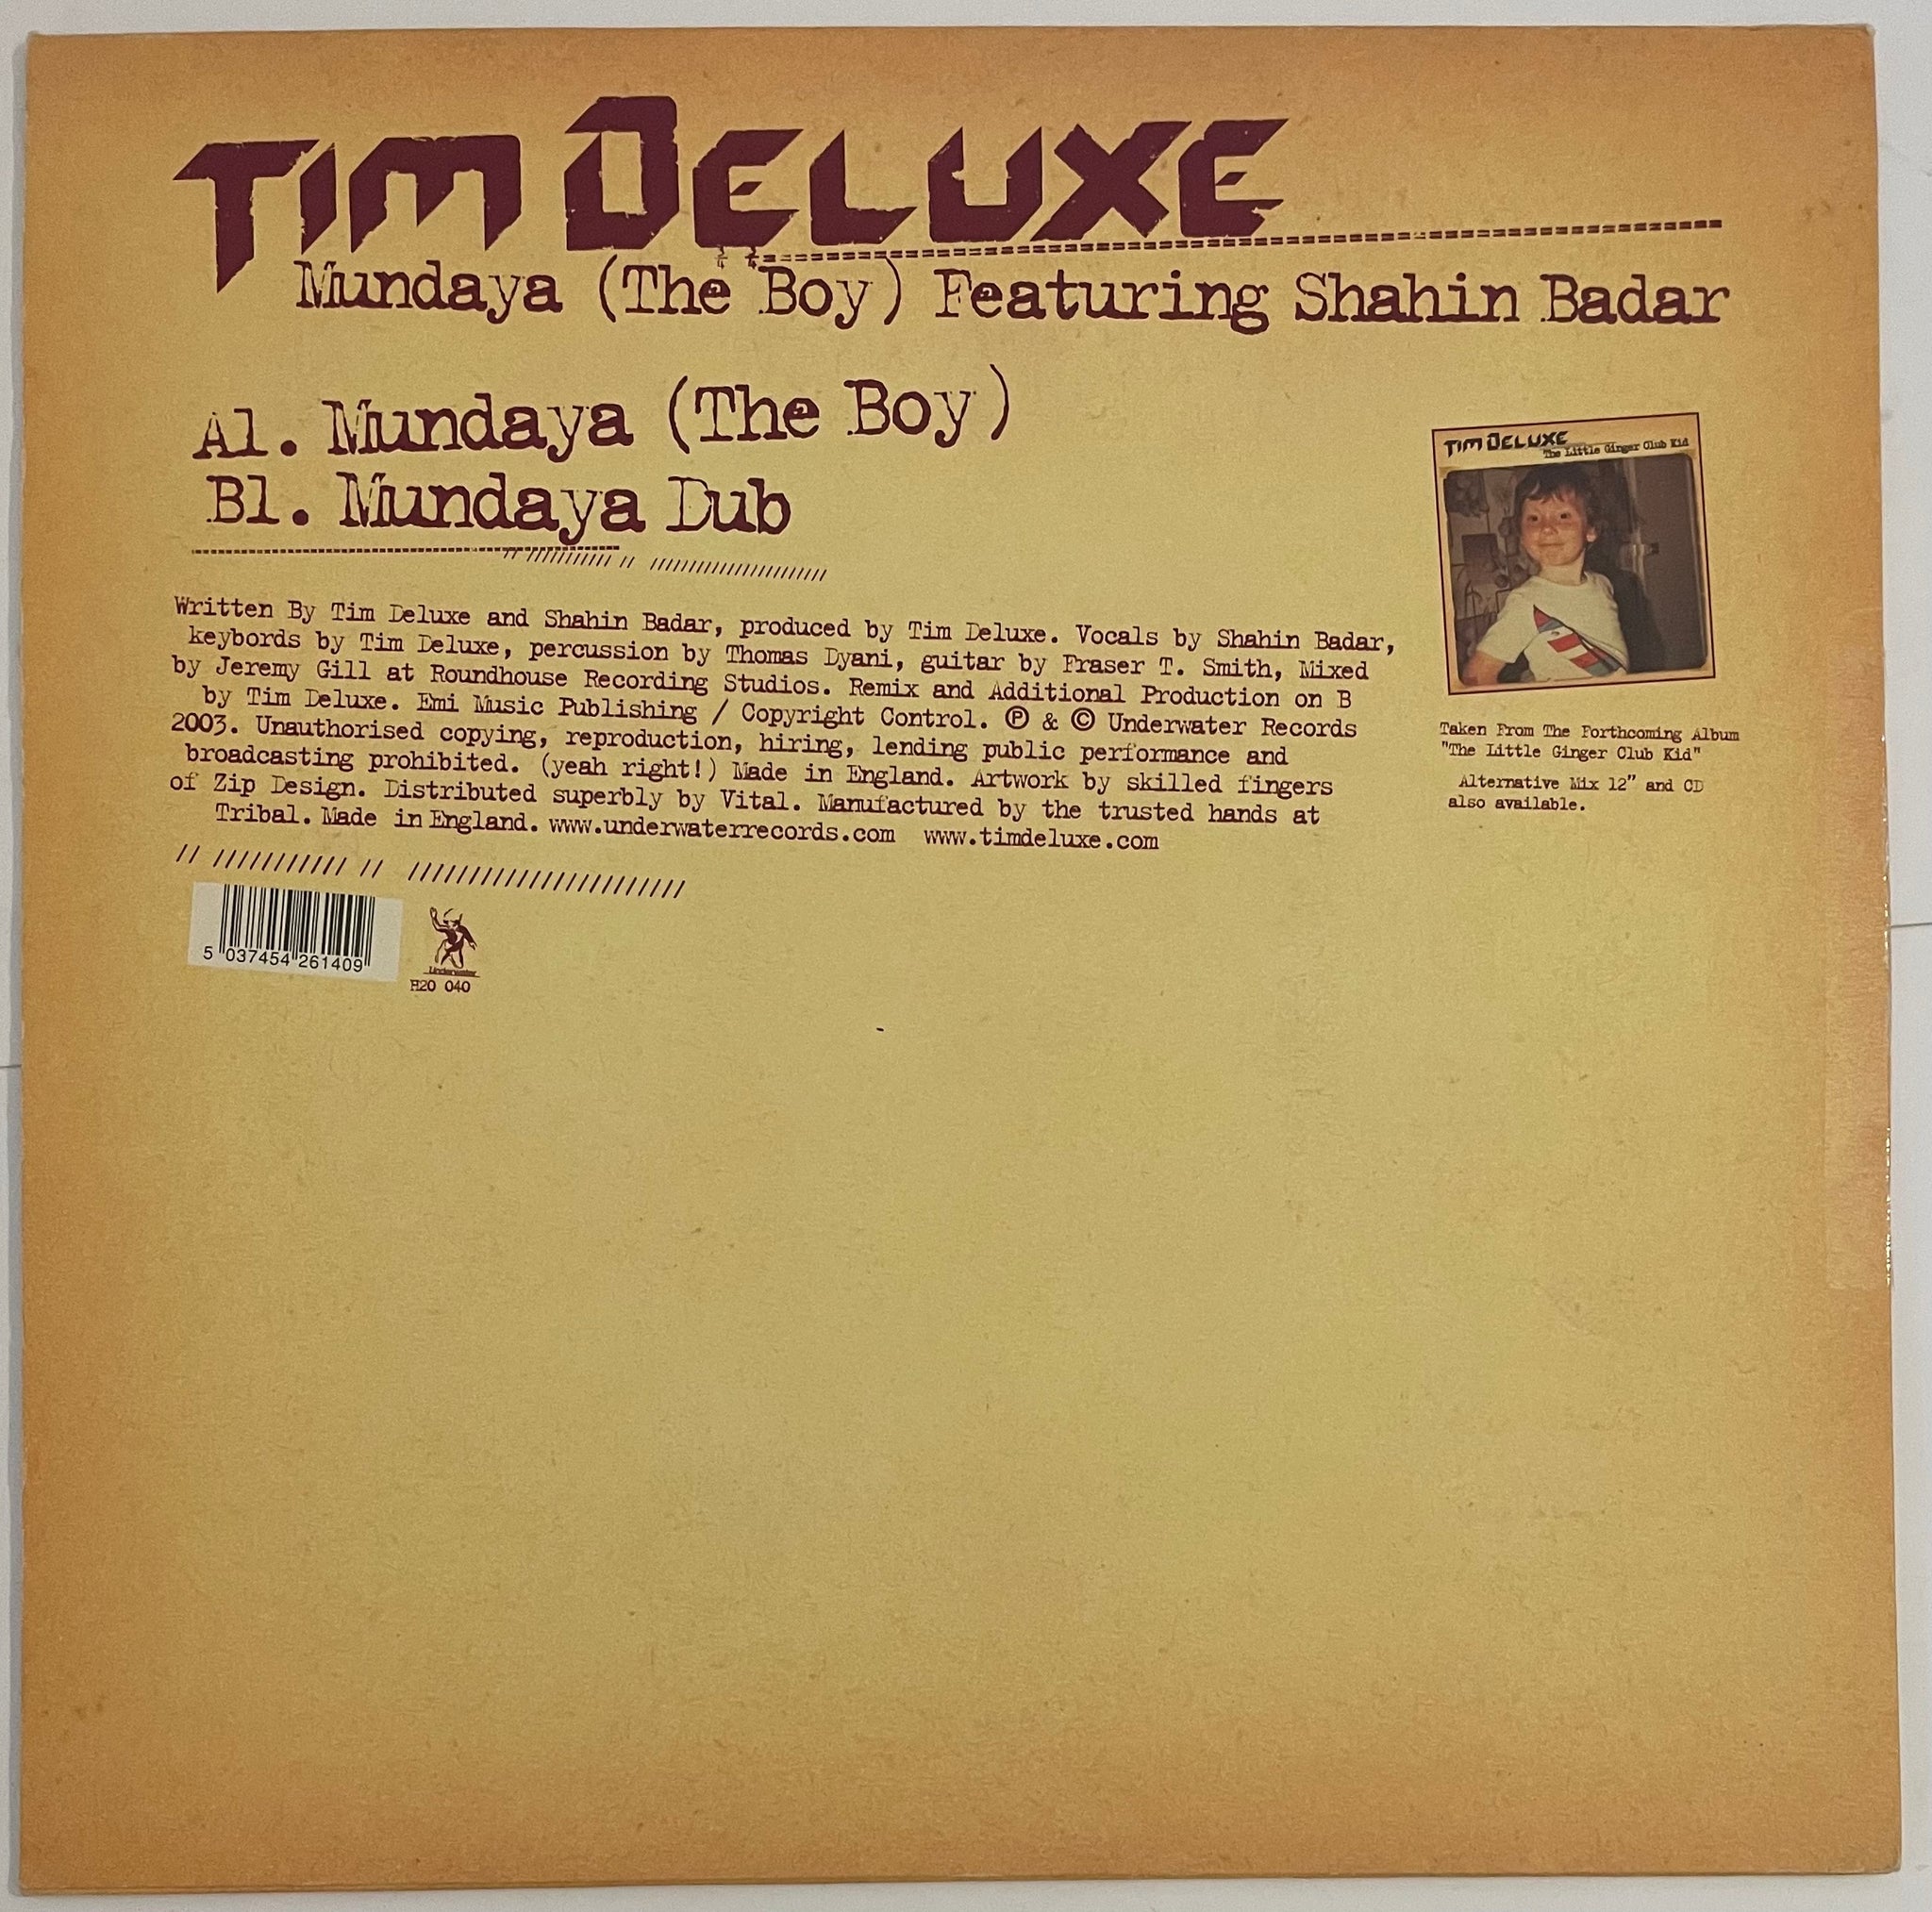 TIM DELUXE
Mundaya (The Boy) Featuring Shahin Badar
A1. Mundaya (The Boy)
B1. Mundaya Dub
Written By Tim Deluxe and Shahin Badar, produced by Tim Deluxe. Vocals by Shahin Badar,
keybords by Tim Deluxe, percussion by Thomas Dyani, guitar by Fraser T. Smith, Mixed
by Jeremy Gill at Roundhouse Recording Studios. Remix and Additional Production on B
by Tim Deluxe. Emi Music Publishing / Copyright Control. ℗ & © Underwater Records
2003. Unauthorised copying, reproduction, hiring, lending public performance and
broadcasting prohibited. (yeah right!) Made in England. Artwork by skilled fingers
of Zip Design. Distributed superbly by Vital. Manufactured by the trusted hands at
Tribal. Made in England. www.underwaterrecords.com www.timdeluxe.com
// /////////// // ///////////////////////
5 037454 261409
Underwater
H20 040
TIM DELUXE
The Little Ginger Club Kid
Taken From The Forthcoming Album
"The Little Ginger Club Kid"
Alternative Mix 12" and CD
also available.